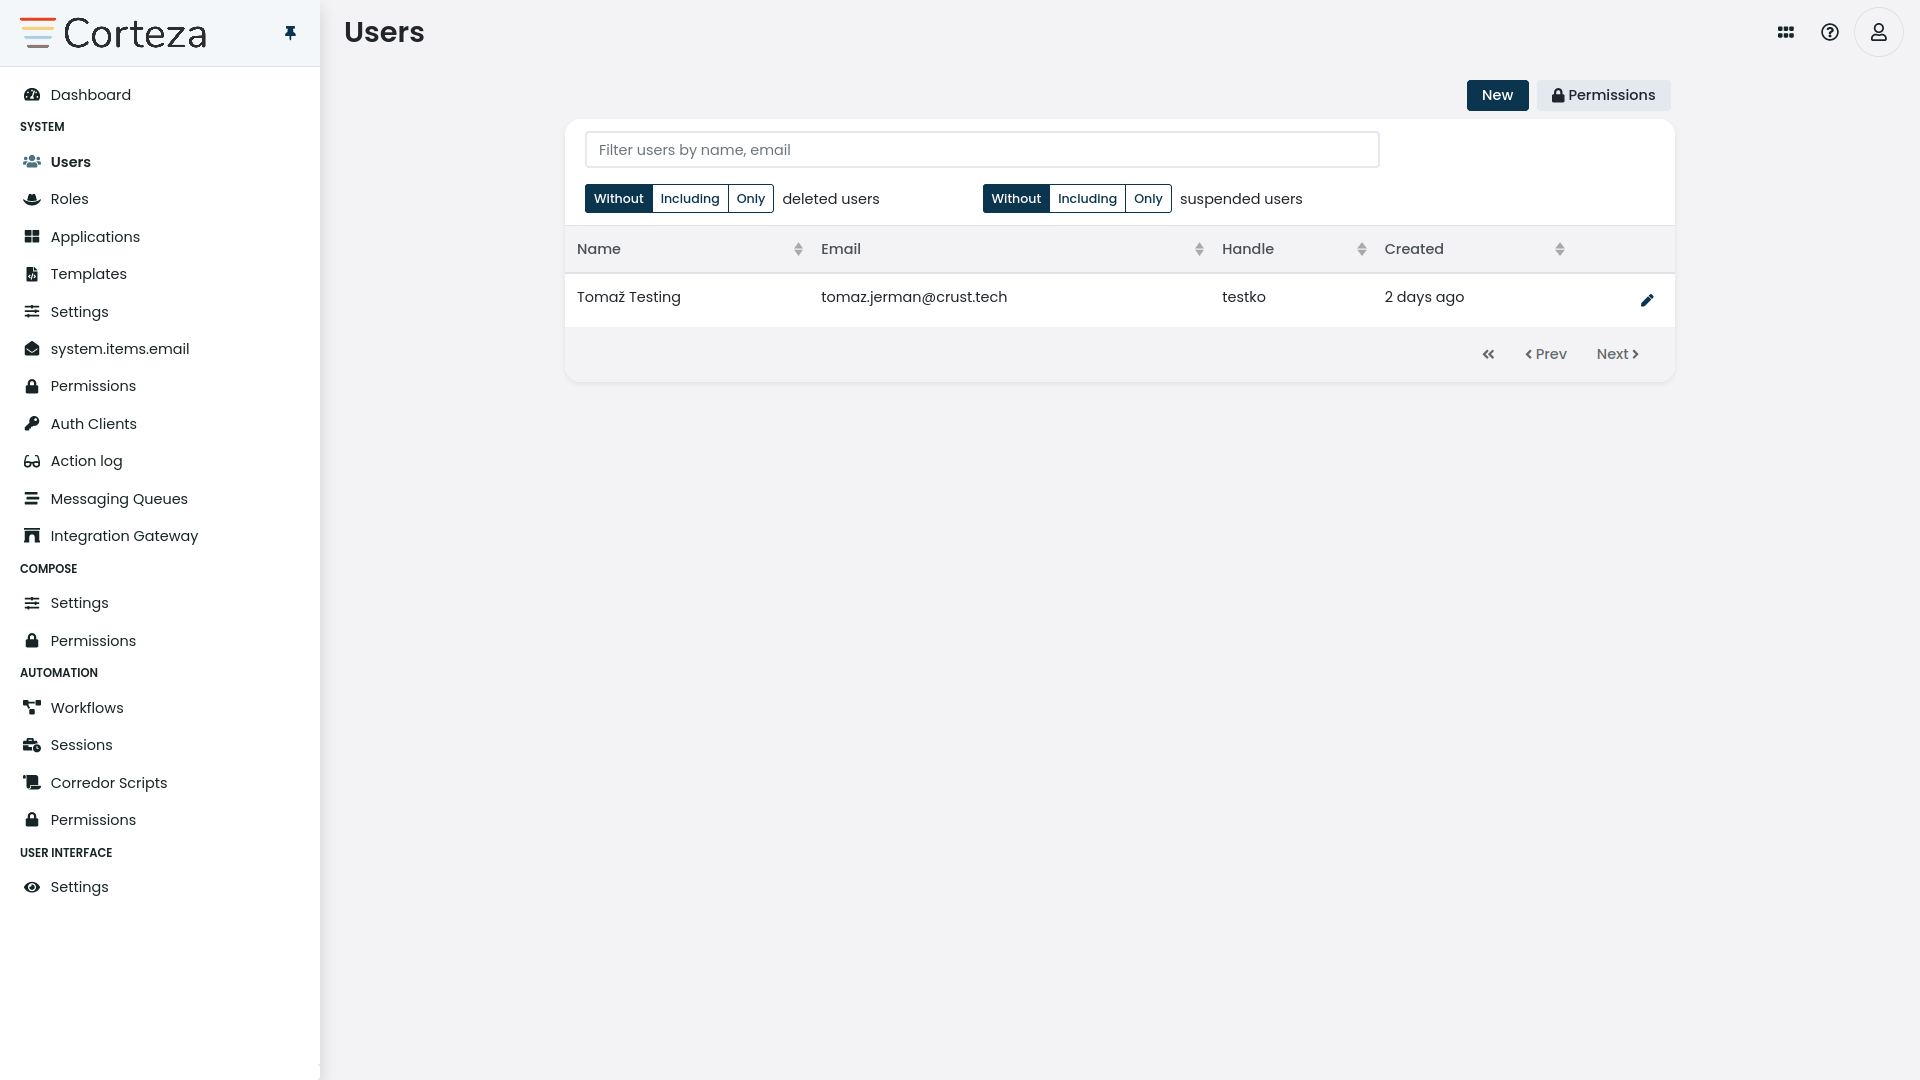 Corteza
Users
Dashboard
SYSTEM
Users
Roles
Applications
Templates
Settings
system.items.email
Permissions
Auth Clients
Action log
Messaging Queues
Integration Gateway
COMPOSE
Settings
Permissions
AUTOMATION
Workflows
Sessions
Corredor Scripts
Permissions
USER INTERFACE
Settings
New Permissions
Filter users by name, email
Without Including Only deleted users Without Including Only suspended users
Name Email Handle Created
Tomaž Testing tomaz.jerman@crust.tech testko 2 days ago
Prev Next